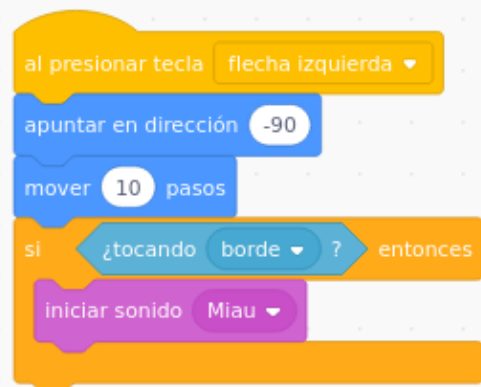 al presionar tecla flecha izquierda
apuntar en dirección -90
mover 10 pasos
si ¿tocando borde ? entonces
iniciar sonido Miau